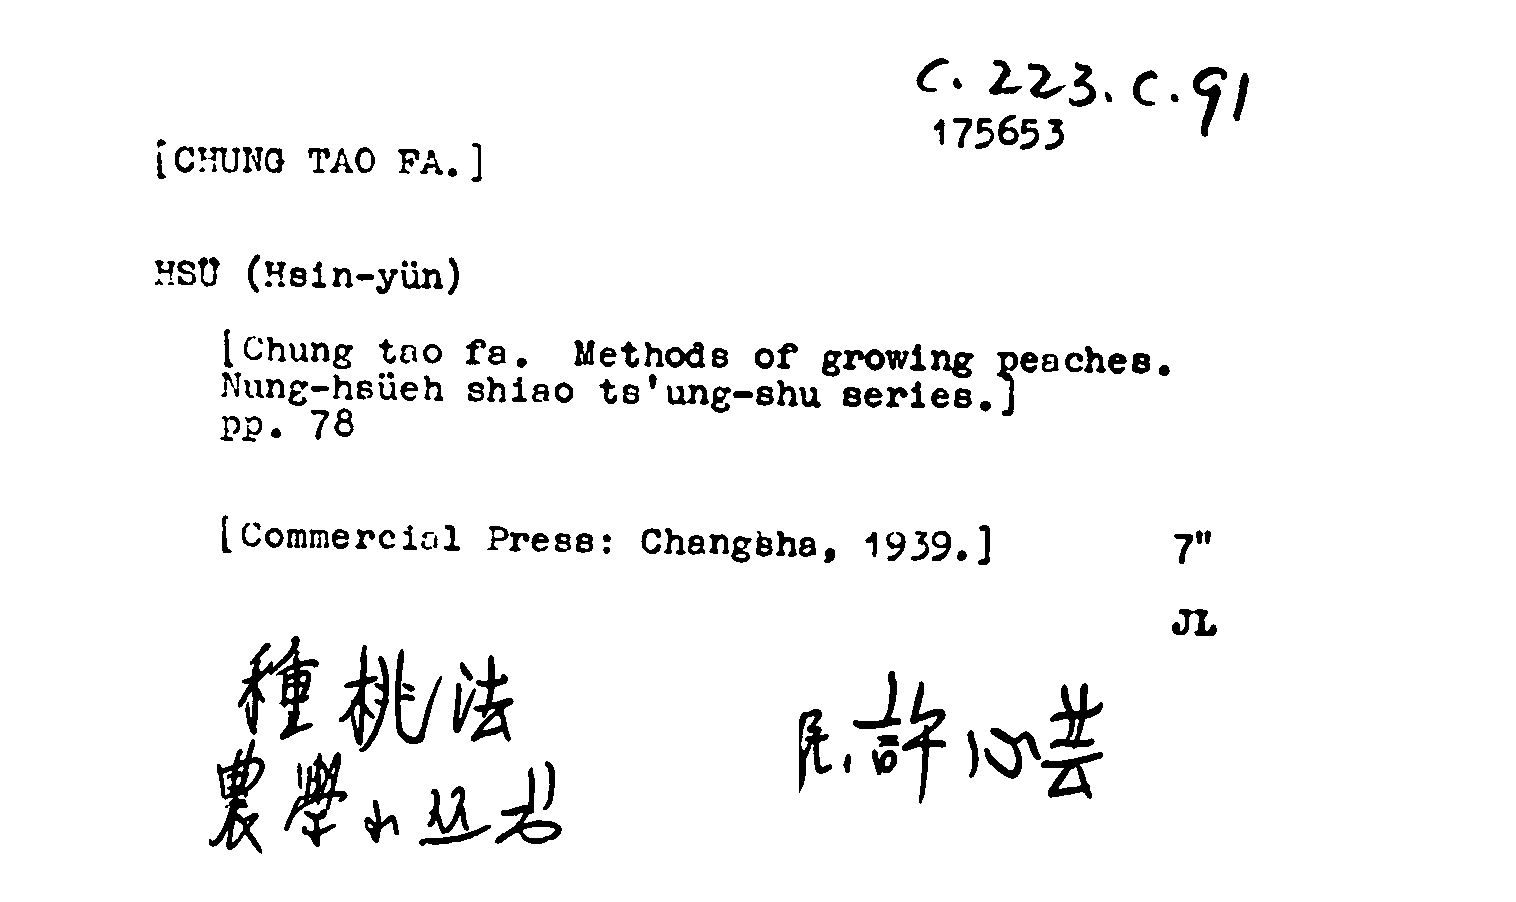 C. 223. C. 91
175653
[CHUNG TAO FA.]
HSÜ (Hsin-yün)
[Chung tao fa. Methods of growing peaches.
Nung-hsüeh shiao ts'ung-shu series.]
pp. 78
[Commercial Press: Changsha, 1939.] 7"
JL
種桃法
農學小丛书
民. 許心芸